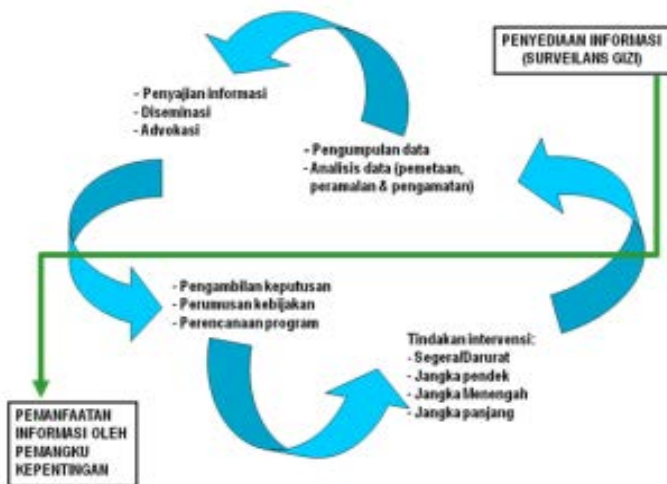 PENYEDIAAN INFORMASI
(SURVEILANS GIZI)
- Penyajian informasi
- Diseminasi
- Advokasi
- Pengumpulan data
- Analisis data (pemetaan,
peramalan & pengamatan)
- Pengambilan keputusan
- Perumusan kebijakan
- Perencanaan program
Tindakan intervensi:
- Segera/Darurat
- Jangka pendek
- Jangka Menengah
- Jangka panjang
PEMANFAATAN
INFORMASI OLEH
PEMANGKU
KEPENTINGAN